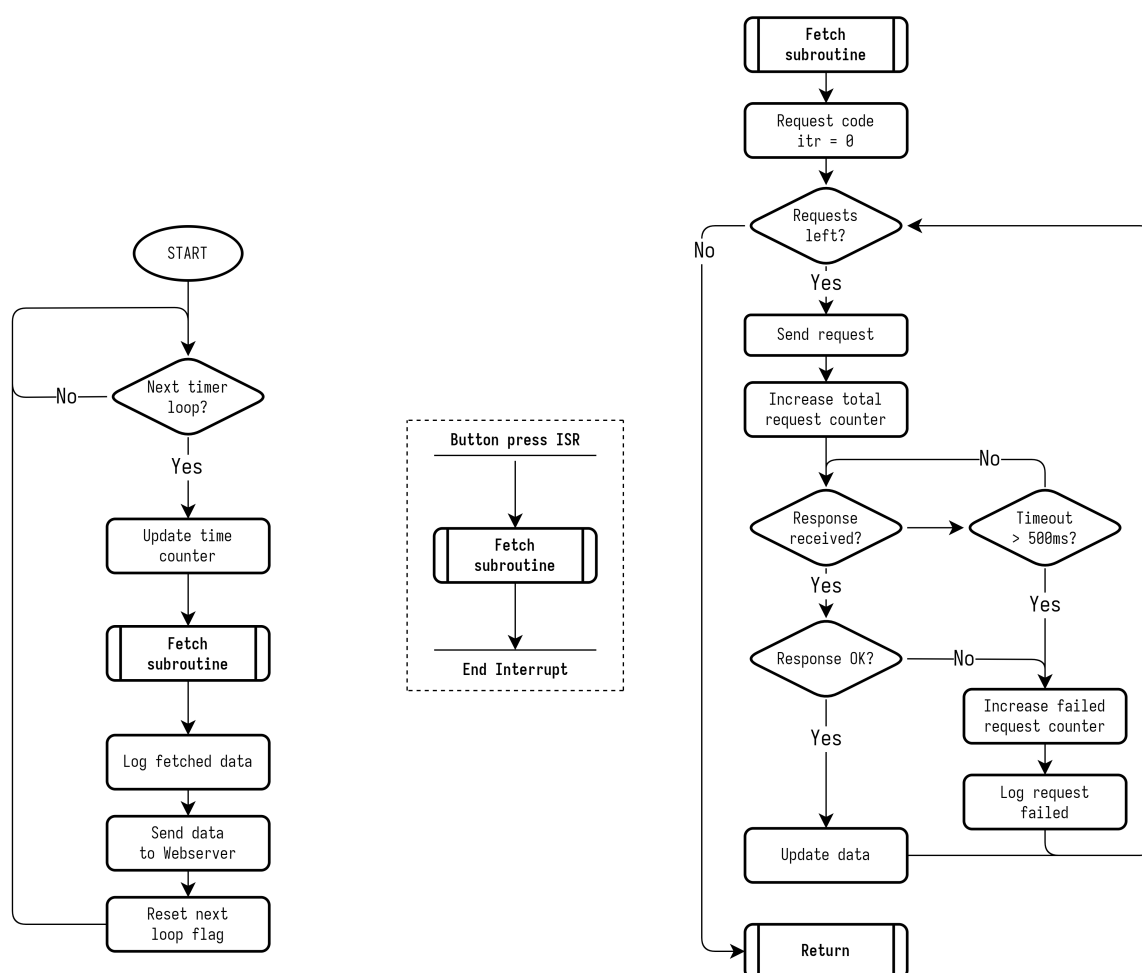 START
Next timer
loop?
No
Yes
Update time
counter
Fetch
subroutine
Log fetched data
Send data
to Webserver
Reset next
loop flag
Button press ISR
Fetch
subroutine
End Interrupt
Fetch
subroutine
Request code
itr = 0
Requests
left?
No
Yes
Send request
Increase total
request counter
No
Response
received?
Timeout
> 500ms?
Yes
Yes
Response OK?
No
Increase failed
request counter
Yes
Log request
failed
Update data
Return